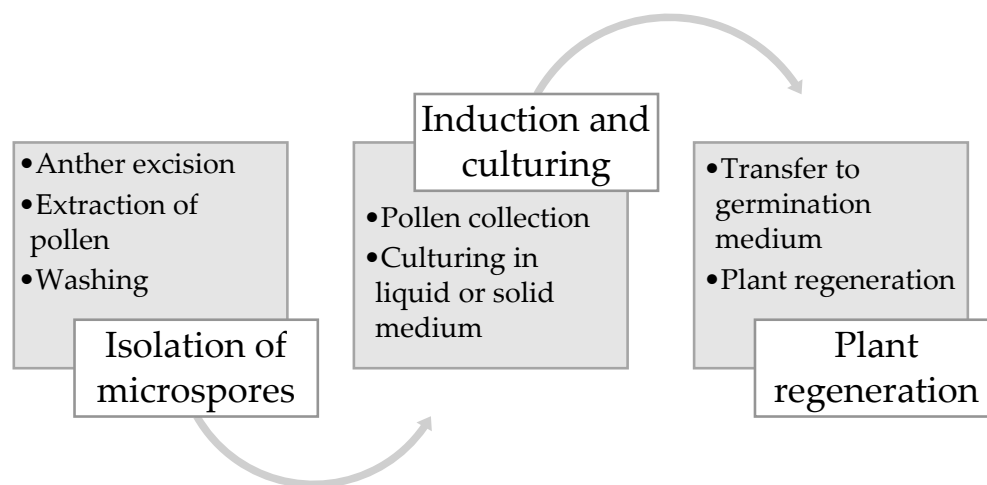 •Anther excision
•Extraction of
pollen
•Washing
Isolation of
microspores
Induction and
culturing
•Pollen collection
•Culturing in
liquid or solid
medium
•Transfer to
germination
medium
•Plant regeneration
Plant
regeneration